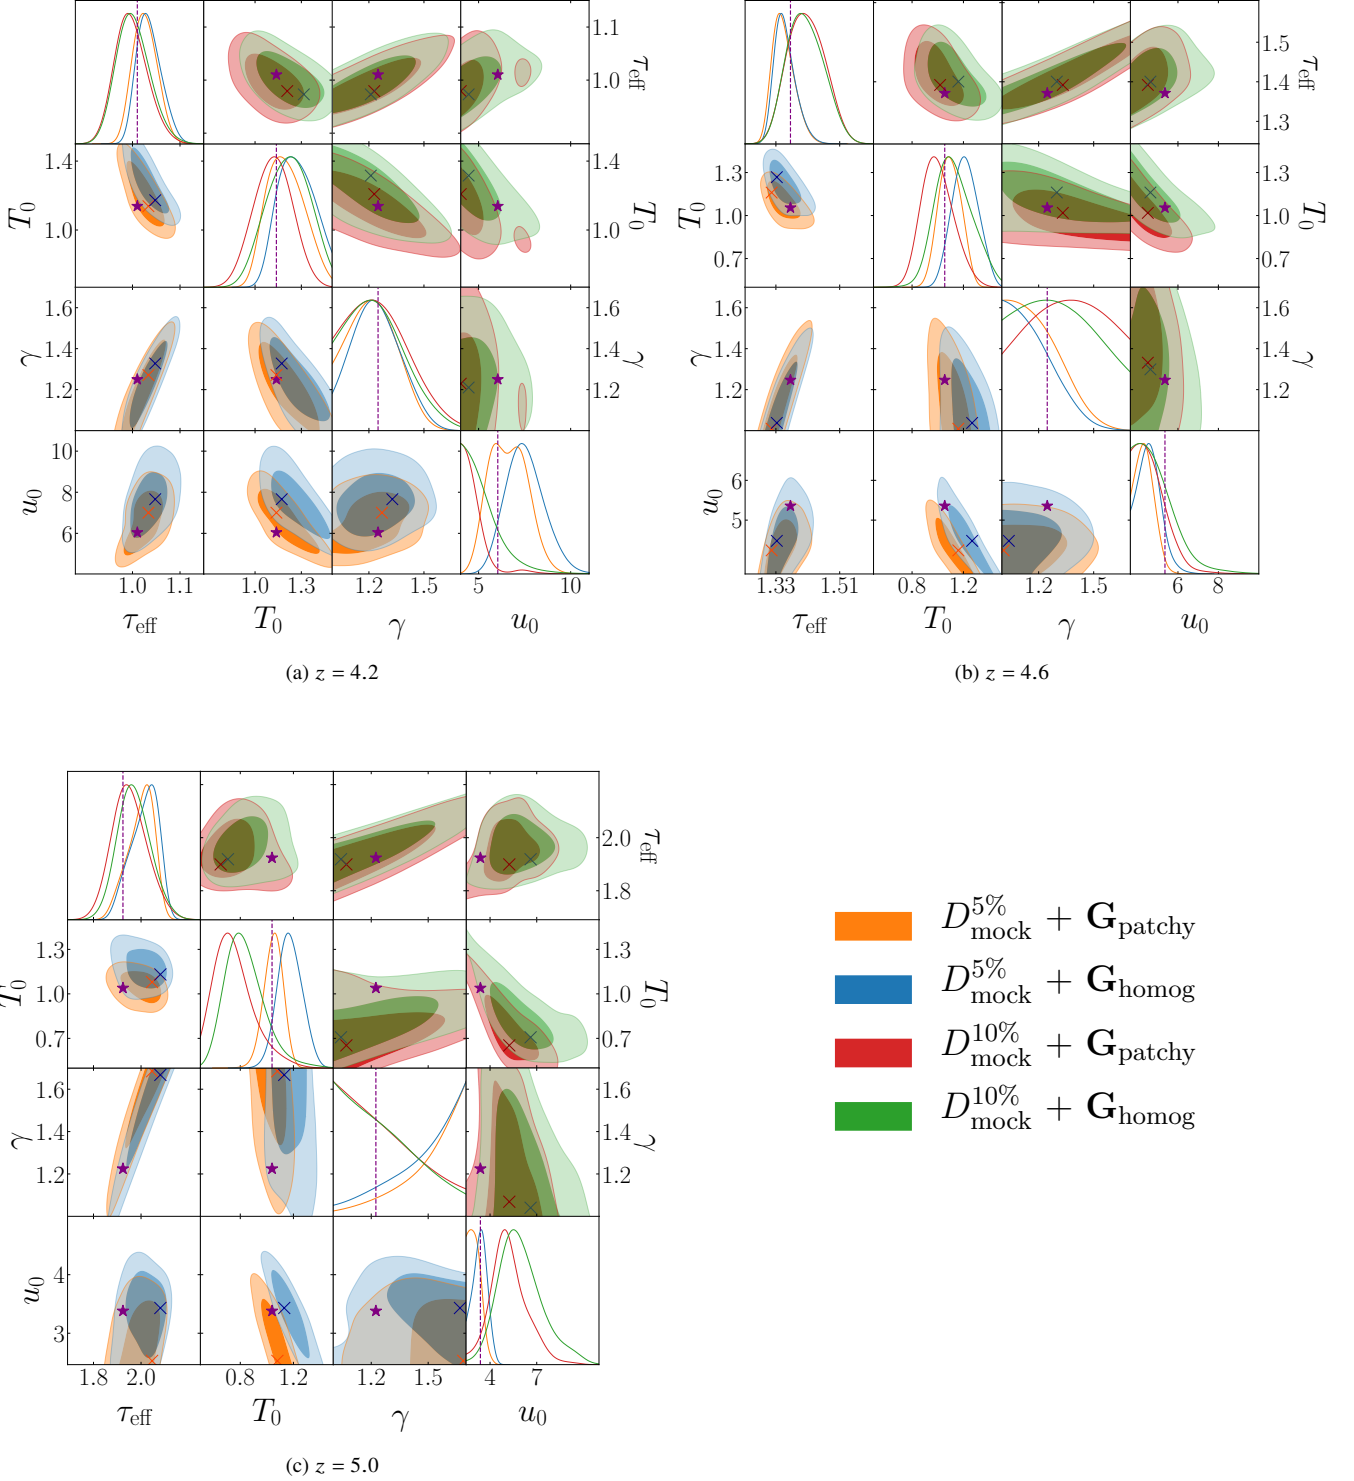 1.1
1.0
τeff
1.4
1.0
T0
1.0
T0
1.6
1.4
1.2
γ
1.6
1.4
1.2
γ
10
8
6
u0
1.0 1.1
1.0 1.3
1.2 1.5
5 10
τeff T0 γ u0
(a) z = 4.2
1.5
1.4
1.3
τeff
1.3
1.0
0.7
T0
1.3
1.0
0.7
T0
1.6
1.4
1.2
γ
1.6
1.4
1.2
γ
6
5
u0
1.33 1.51
0.8 1.2
1.2 1.5
6 8
τeff T0 γ u0
(b) z = 4.6
2.0
1.8
τeff
1.3
1.0
0.7
T0
1.3
1.0
0.7
T0
1.6
1.4
1.2
γ
1.6
1.4
1.2
γ
4
3
u0
1.8 2.0
0.8 1.2
1.2 1.5
4 7
τeff T0 γ u0
(c) z = 5.0
D5%mock + Gpatchy
D5%mock + Ghomog
D10%mock + Gpatchy
D10%mock + Ghomog